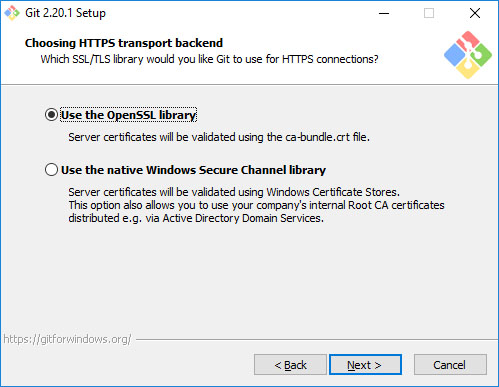 Git 2.20.1 Setup
Choosing HTTPS transport backend
Which SSL/TLS library would you like Git to use for HTTPS connections?
Use the OpenSSL library
Server certificates will be validated using the ca-bundle.crt file.
Use the native Windows Secure Channel library
Server certificates will be validated using Windows Certificate Stores.
This option also allows you to use your company's internal Root CA certificates
distributed e.g. via Active Directory Domain Services.
https://gitforwindows.org/
< Back Next > Cancel